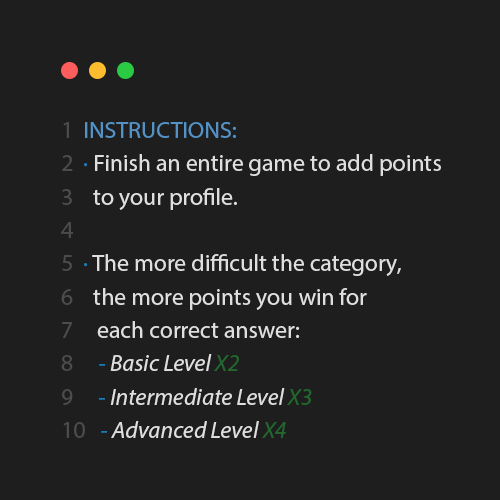 1 INSTRUCTIONS:
2 · Finish an entire game to add points
3 to your profile.
4
5 · The more difficult the category,
6 the more points you win for
7 each correct answer:
8 - Basic Level X2
9 - Intermediate Level X3
10 - Advanced Level X4